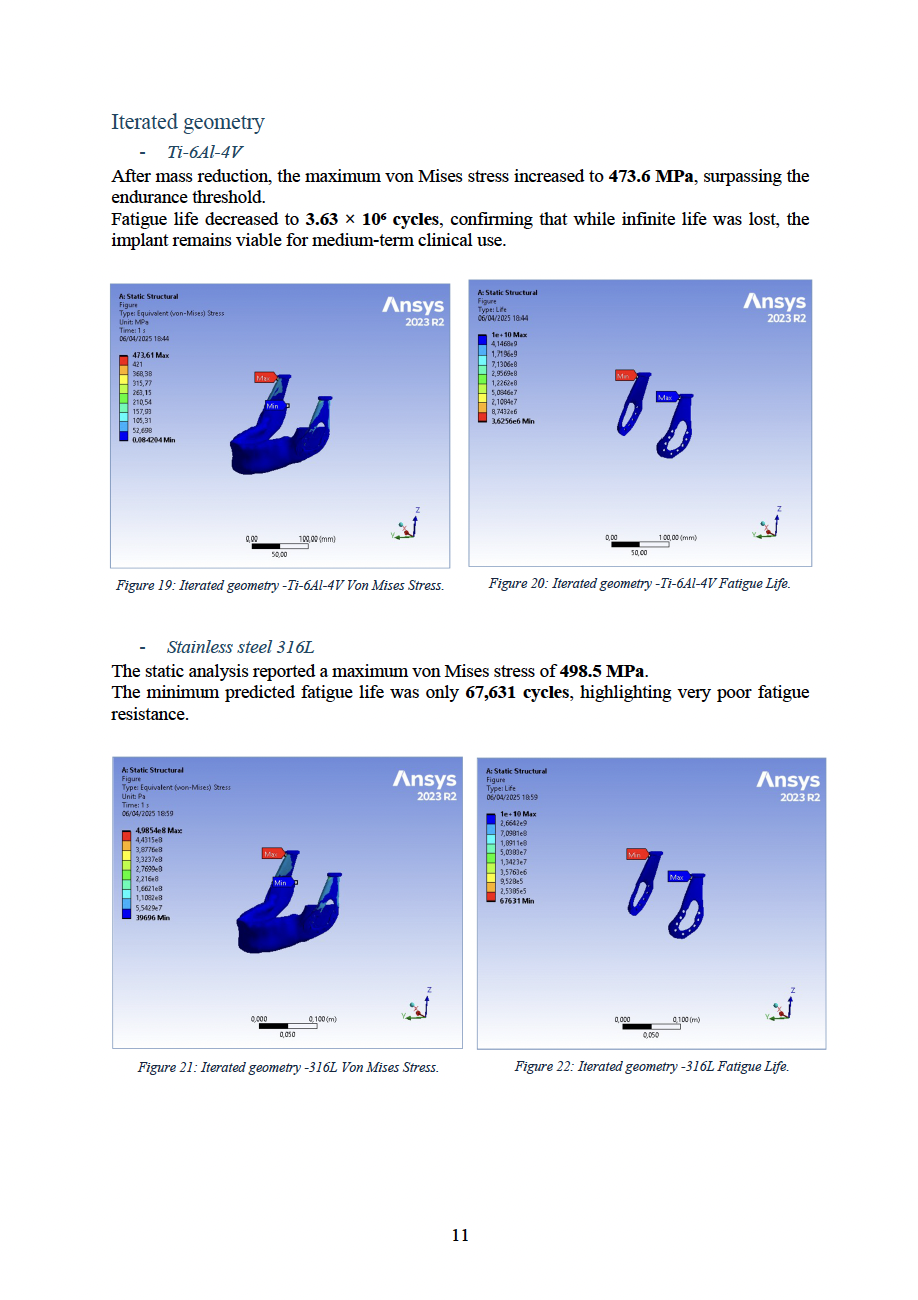 Iterated geometry
- Ti-6Al-4V
After mass reduction, the maximum von Mises stress increased to 473.6 MPa, surpassing the
endurance threshold.
Fatigue life decreased to 3.63 × 10⁶ cycles, confirming that while infinite life was lost, the
implant remains viable for medium-term clinical use.
A: Static Structural
Figure
Type: Equivalent (von-Mises) Stress
Unit: MPa
Time: 1 s
06/04/2025 18:44
473,61 Max
421
368,38
315,77
263,15
210,54
157,93
105,31
52,698
0,084204 Min
Ansys
2023 R2
Max
Min
Z
Y
X
0,00
100,00 (mm)
50,00
Figure 19: Iterated geometry -Ti-6Al-4V Von Mises Stress.
A: Static Structural
Figure
Type: Life
06/04/2025 18:44
1e+10 Max
4,1468e9
1,7196e9
7,1306e8
2,9569e8
1,2262e8
5,0846e7
2,1084e7
8,7432e6
3,6256e6 Min
Ansys
2023 R2
Min
Max
Z
Y
X
0,00
100,00 (mm)
50,00
Figure 20: Iterated geometry -Ti-6Al-4V Fatigue Life.
- Stainless steel 316L
The static analysis reported a maximum von Mises stress of 498.5 MPa.
The minimum predicted fatigue life was only 67,631 cycles, highlighting very poor fatigue
resistance.
A: Static Structural
Figure
Type: Equivalent (von-Mises) Stress
Unit: Pa
Time: 1 s
06/04/2025 18:59
4,9854e8 Max
4,4315e8
3,8776e8
3,3237e8
2,7699e8
2,216e8
1,6621e8
1,1082e8
5,5429e7
39696 Min
Ansys
2023 R2
Max
Min
Z
Y
X
0,000
0,100 (m)
0,050
Figure 21: Iterated geometry -316L Von Mises Stress.
A: Static Structural
Figure
Type: Life
06/04/2025 18:59
1e+10 Max
2,6642e9
7,0981e8
1,8911e8
5,0383e7
1,3423e7
3,5763e6
9,528e5
2,5385e5
67631 Min
Ansys
2023 R2
Min
Max
Z
Y
X
0,000
0,100 (m)
0,050
Figure 22: Iterated geometry -316L Fatigue Life.
11